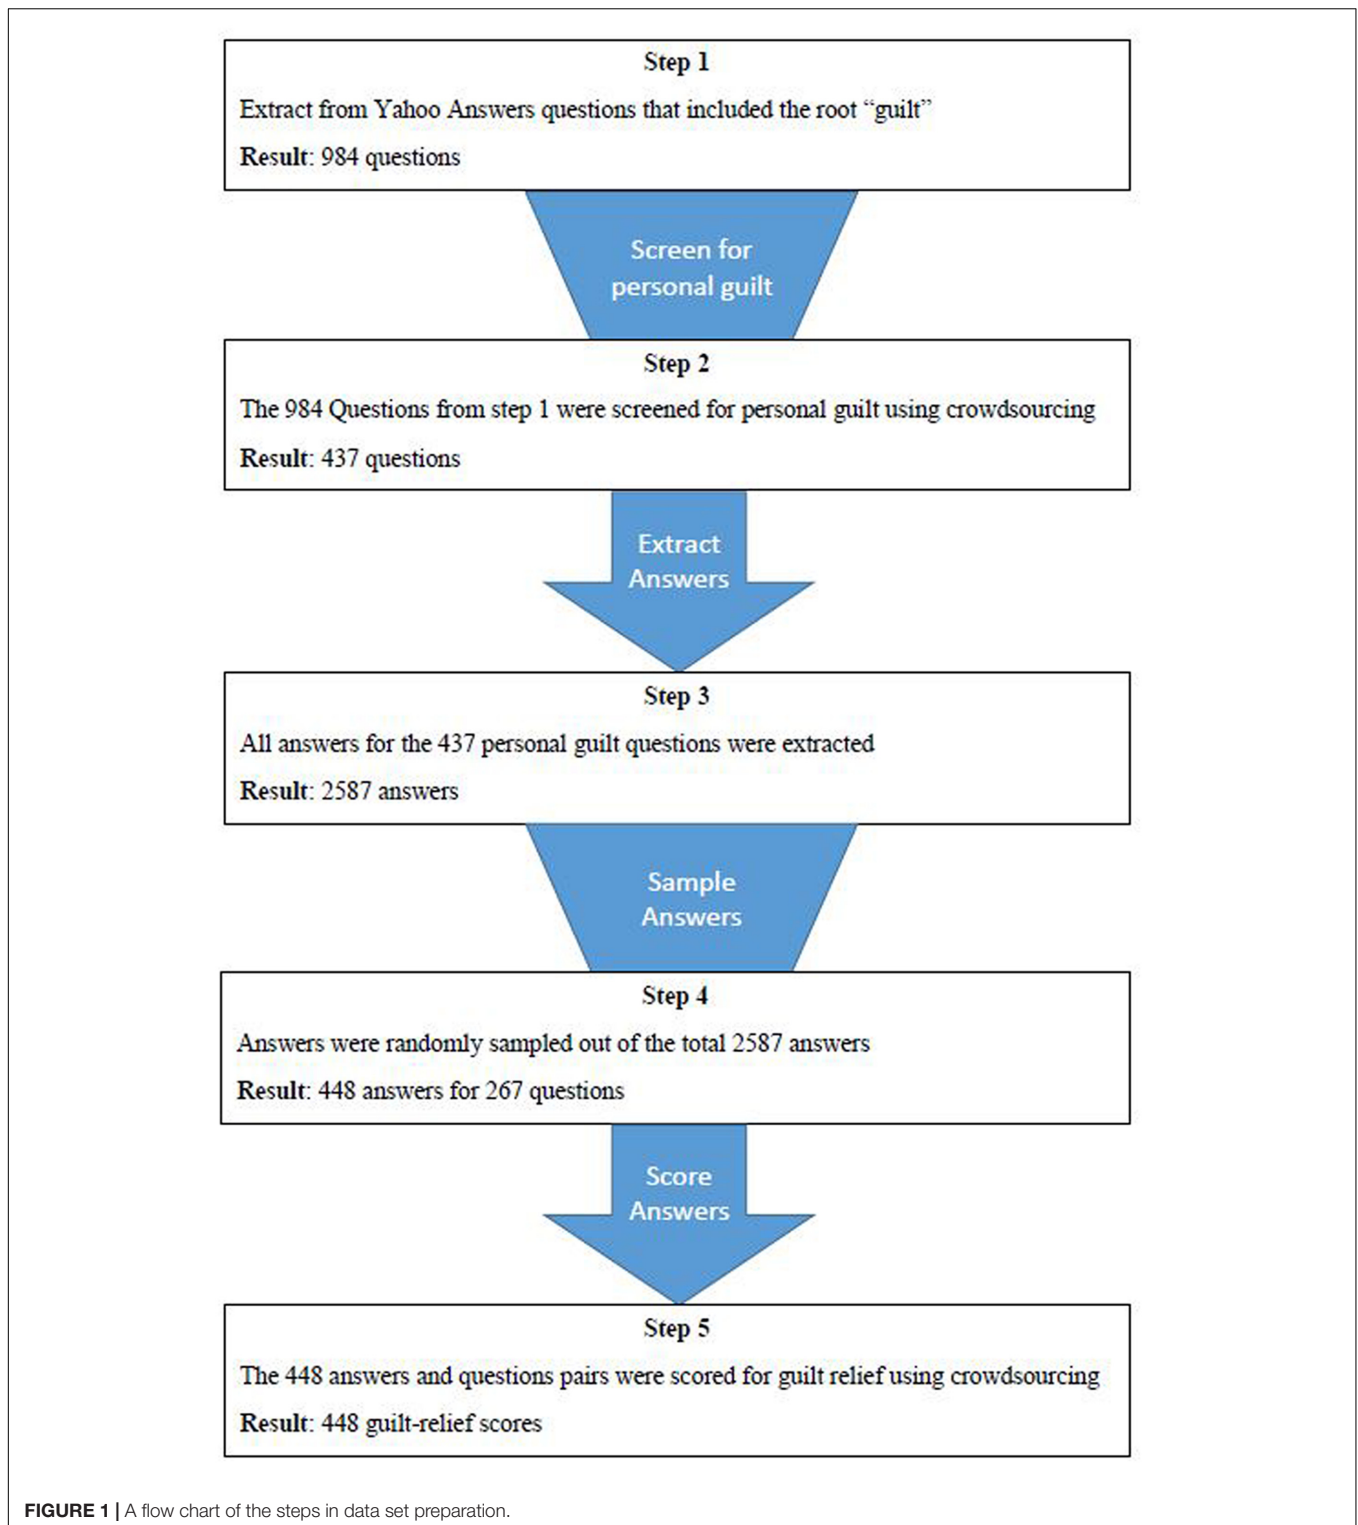 Step 1
Extract from Yahoo Answers questions that included the root “guilt”
Result: 984 questions
Screen for
personal guilt
Step 2
The 984 Questions from step 1 were screened for personal guilt using crowdsourcing
Result: 437 questions
Extract
Answers
Step 3
All answers for the 437 personal guilt questions were extracted
Result: 2587 answers
Sample
Answers
Step 4
Answers were randomly sampled out of the total 2587 answers
Result: 448 answers for 267 questions
Score
Answers
Step 5
The 448 answers and questions pairs were scored for guilt relief using crowdsourcing
Result: 448 guilt-relief scores
FIGURE 1 | A flow chart of the steps in data set preparation.